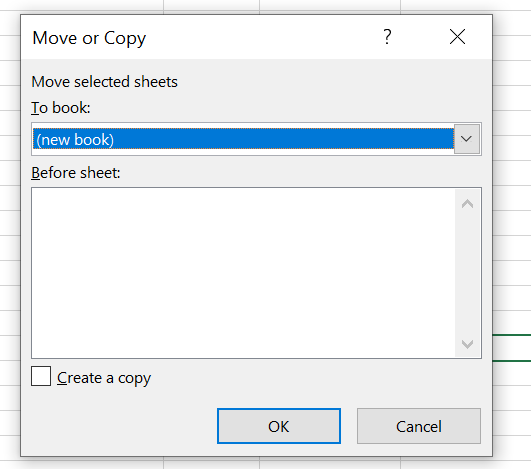 Move or Copy ?
Move selected sheets
To book:
(new book)
Before sheet:
Create a copy
OK Cancel